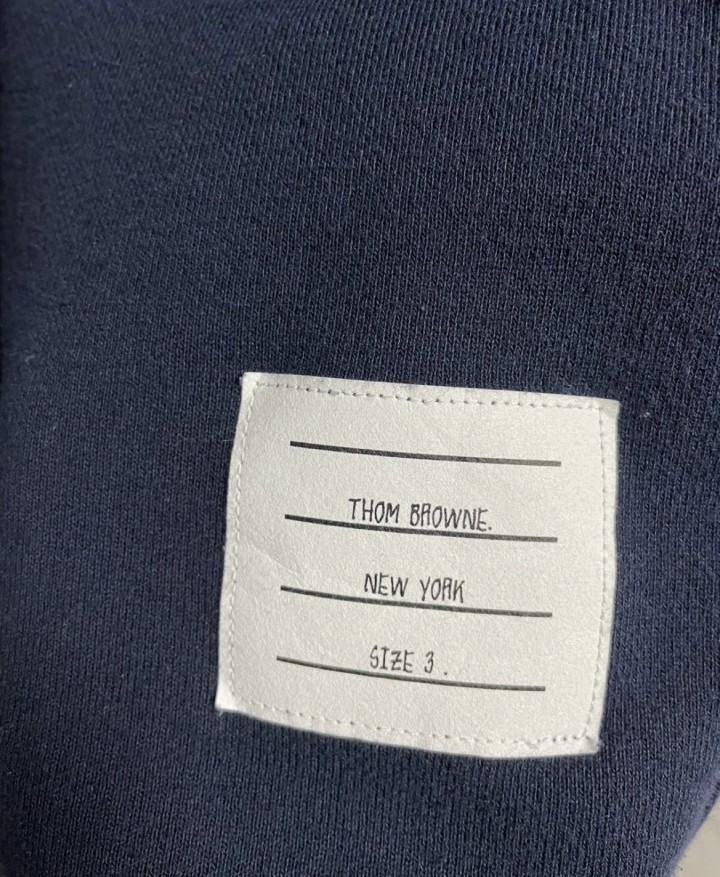 THOM BROWNE.
NEW YORK
SIZE 3.